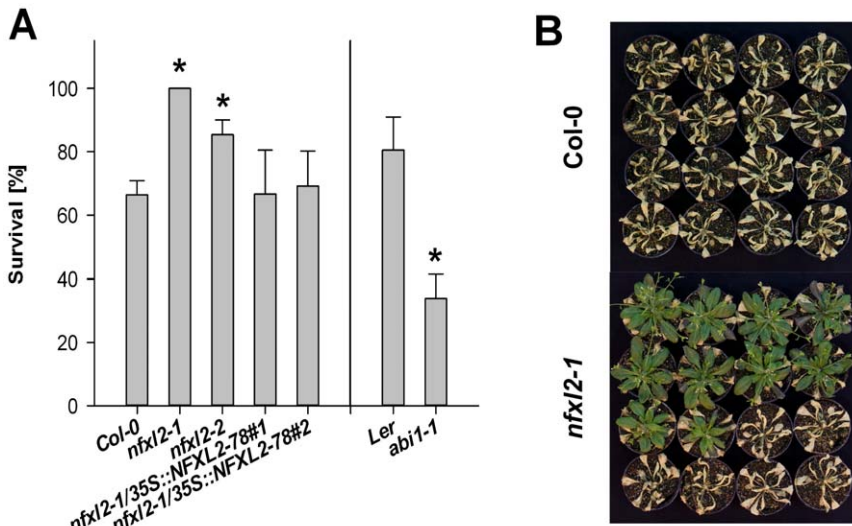 A
B
Survival [%]
100
80
60
40
20
0
*
*
*
Col-0
nfxl2-1
nfxl2-2
nfxl2-1/35S::NFXL2-78#1
nfxl2-1/35S::NFXL2-78#2
Ler
abi1-1
Col-0
nfxl2-1